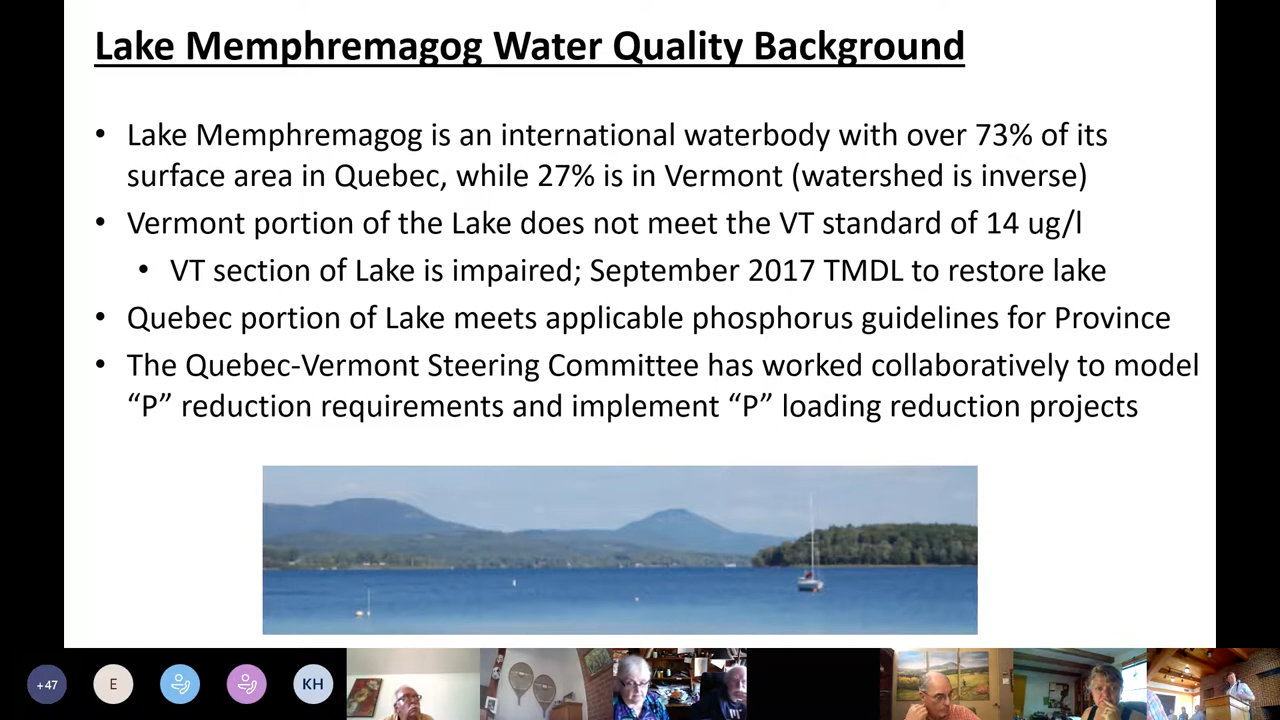 Lake Memphremagog Water Quality Background
• Lake Memphremagog is an international waterbody with over 73% of its
surface area in Quebec, while 27% is in Vermont (watershed is inverse)
• Vermont portion of the Lake does not meet the VT standard of 14 ug/l
• VT section of Lake is impaired; September 2017 TMDL to restore lake
• Quebec portion of Lake meets applicable phosphorus guidelines for Province
• The Quebec-Vermont Steering Committee has worked collaboratively to model
“P” reduction requirements and implement “P” loading reduction projects
+47 E KH